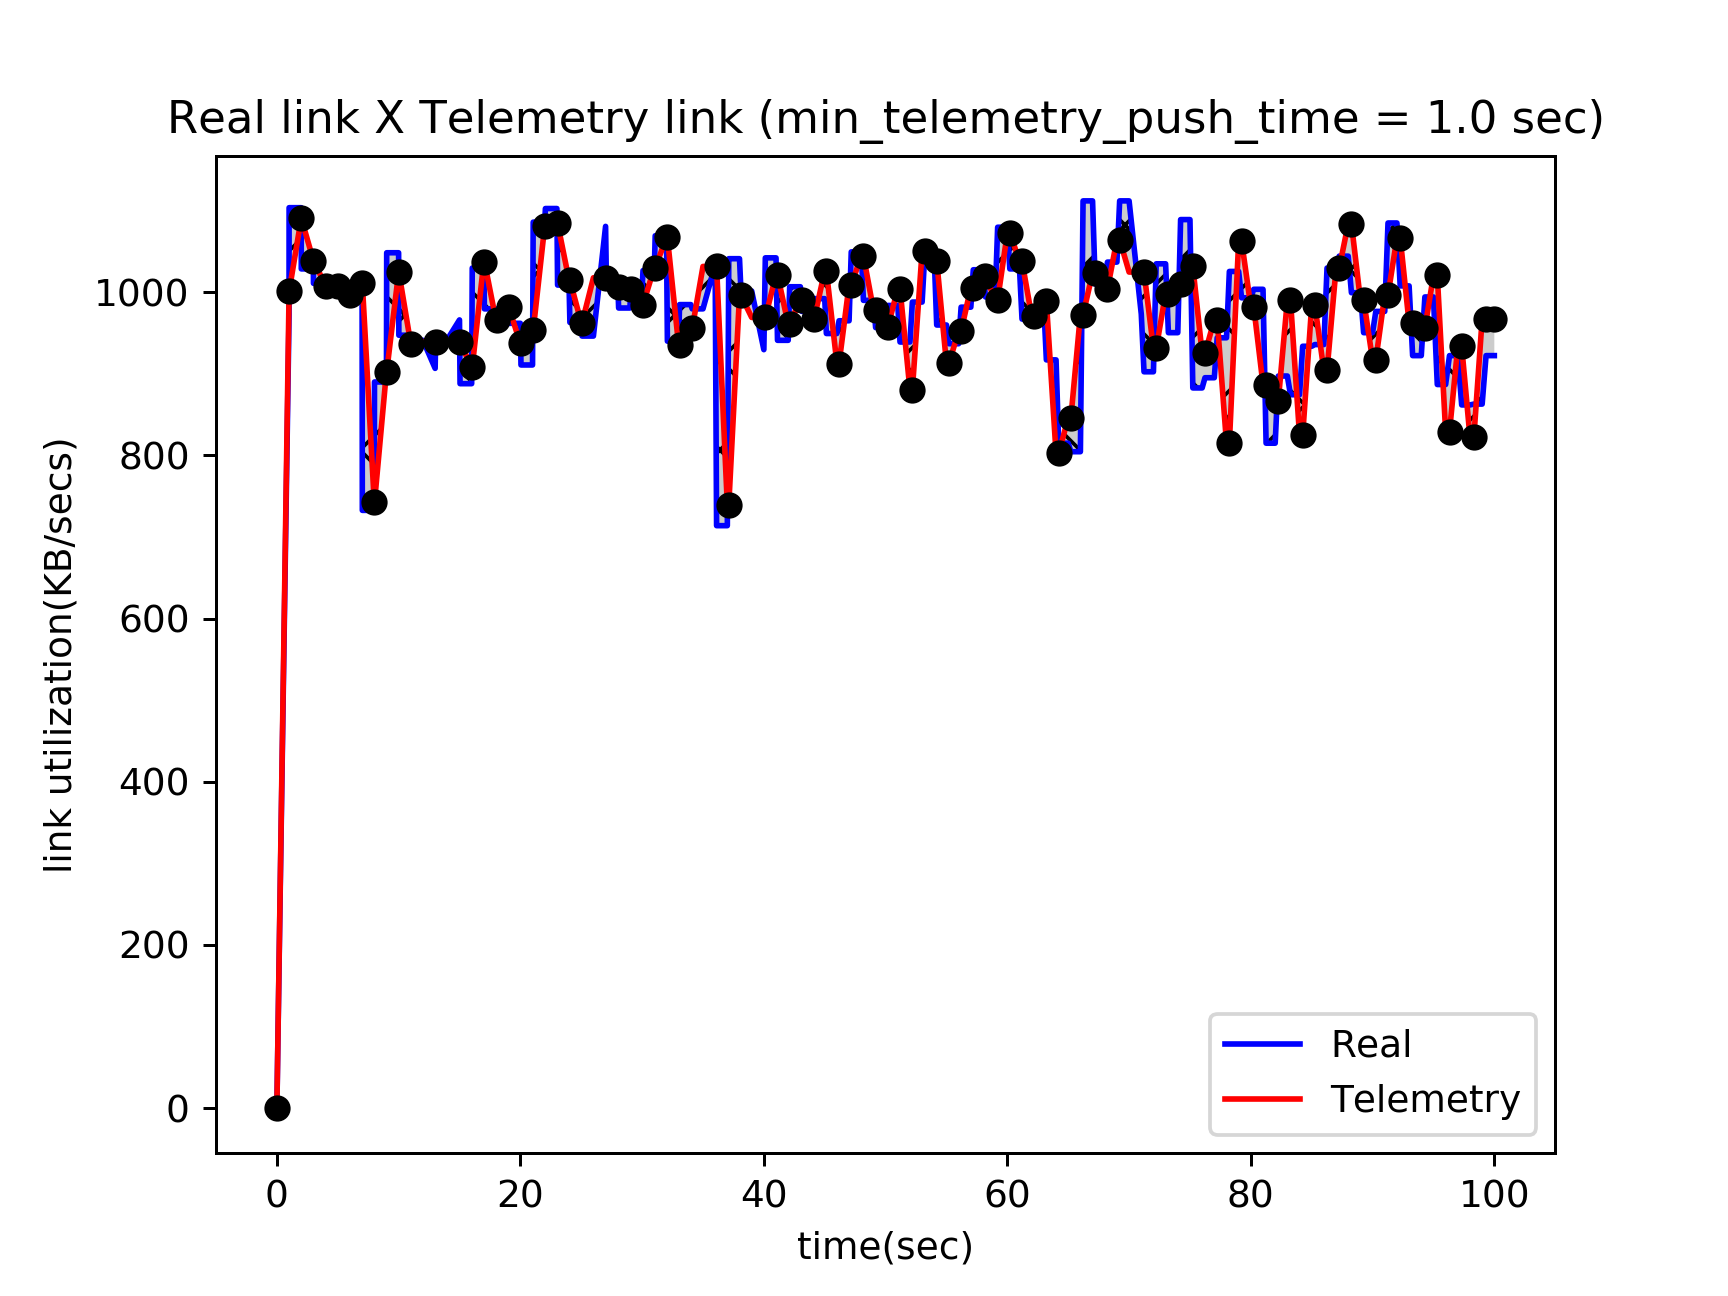 Real link X Telemetry link (min_telemetry_push_time = 1.0 sec)
link utilization(KB/secs)
1000
800
600
400
200
0
0 20 40 60 80 100
time(sec)
Real
Telemetry